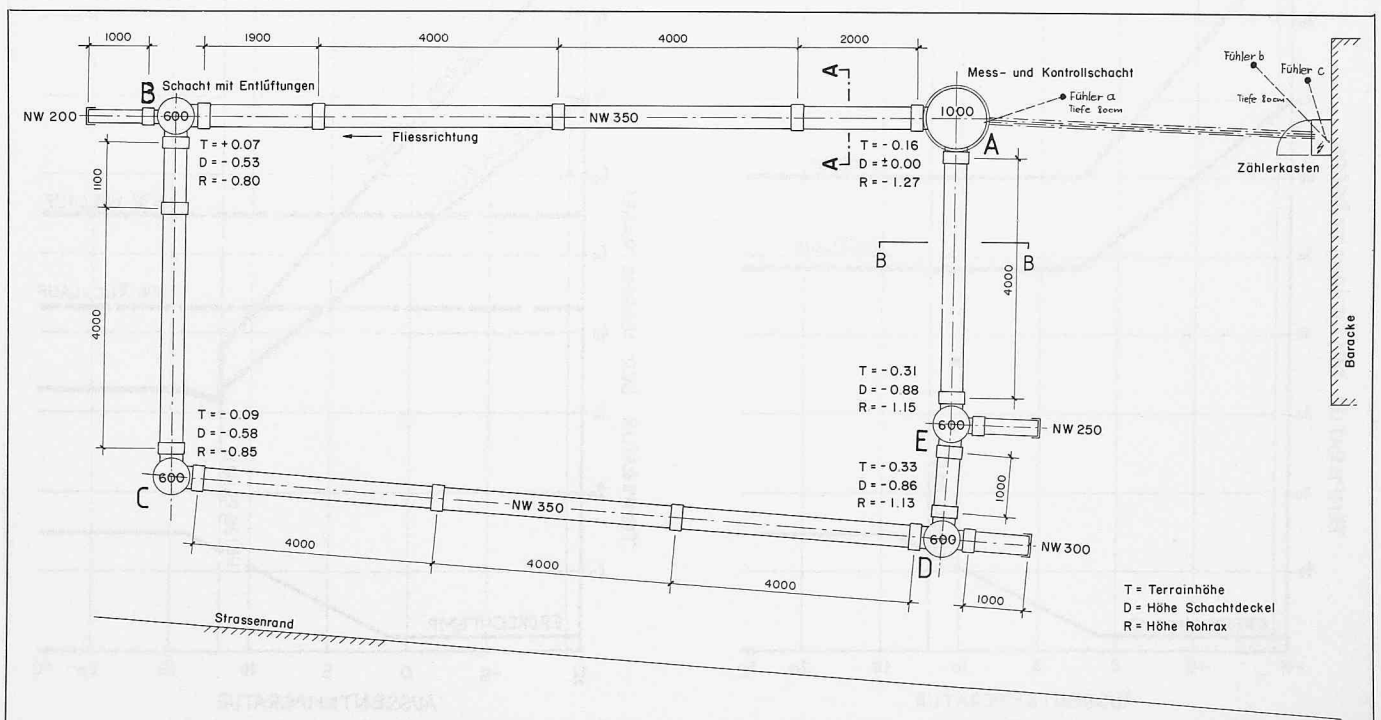 1000 1900 4000 4000 2000
B Schacht mit Entlüftungen
NW 200
600
Fliessrichtung
NW 350
T = + 0.07
D = - 0.53
R = - 0.80
A
A
Mess- und Kontrollschacht
1000
Fühler a
Tiefe 80cm
A
T = - 0.16
D = ± 0.00
R = - 1.27
Fühler b
Fühler c
Tiefe 80cm
Zählerkasten
Baracke
1100
4000
B B
4000
T = - 0.09
D = - 0.58
R = - 0.85
600
C
T = - 0.31
D = - 0.88
R = - 1.15
600
E
NW 250
T = - 0.33
D = - 0.86
R = - 1.13
1000
NW 350
600
D
NW 300
4000
4000
4000
1000
T = Terrainhöhe
D = Höhe Schachtdeckel
R = Höhe Rohrax
Strassenrand